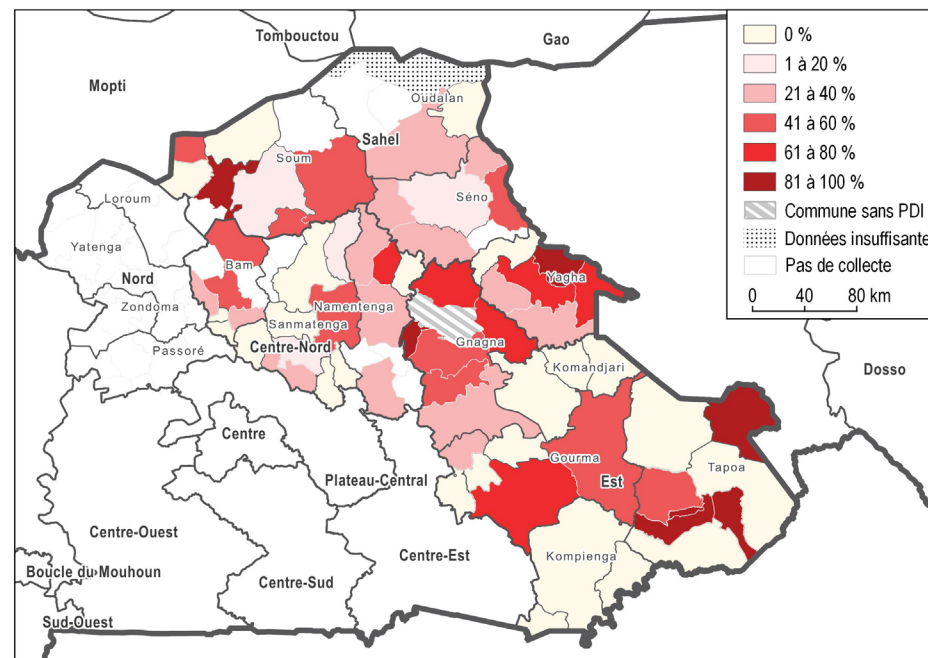 Tombouctou
Gao
Mopti
0 %
1 à 20 %
21 à 40 %
41 à 60 %
61 à 80 %
81 à 100 %
Commune sans PDI
Données insuffisante
Pas de collecte
0 40 80 km
Oudalan
Sahel
Soum
Séno
Loroum
Yatenga
Nord
Bam
Yagha
Zondoma
Namentenga
Sanmatenga
Passoré
Centre-Nord
Gnagna
Komandjari
Dosso
Centre
Gourma
Tapoa
Est
Plateau-Central
Centre-Ouest
Centre-Est
Kompienga
Boucle du Mouhoun
Centre-Sud
Sud-Ouest